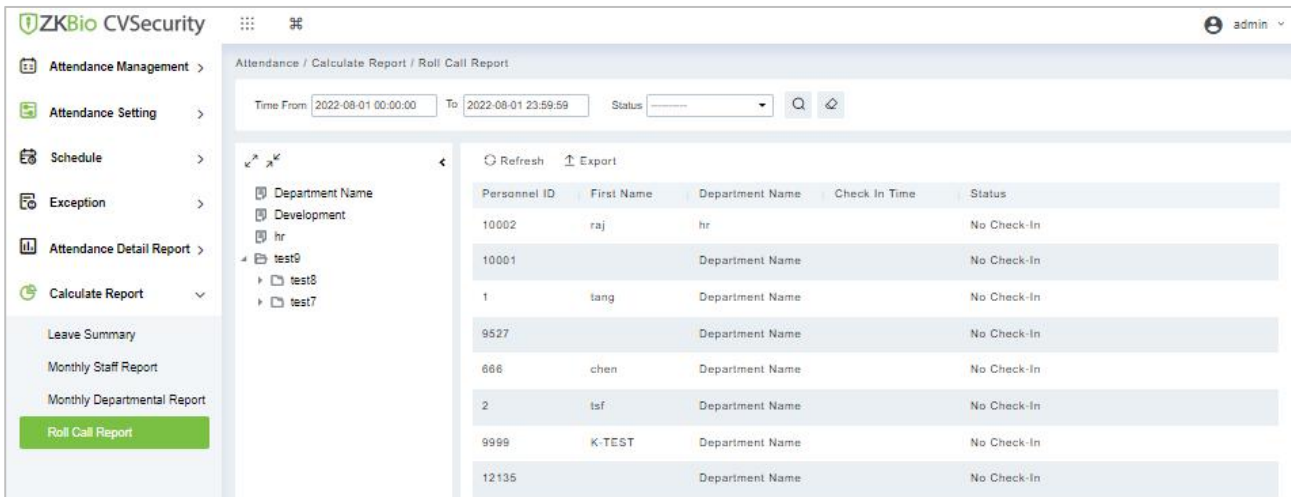 ZKBio CVSecurity
admin
Attendance Management
Attendance Setting
Schedule
Exception
Attendance Detail Report
Calculate Report
Leave Summary
Monthly Staff Report
Monthly Departmental Report
Roll Call Report
Attendance / Calculate Report / Roll Call Report
Time From 2022-08-01 00:00:00 To 2022-08-01 23:59:59 Status ----------
Department Name
Development
hr
test9
test8
test7
Refresh Export
Personnel ID First Name Department Name Check In Time Status
10002 raj hr No Check-In
10001 Department Name No Check-In
1 tang Department Name No Check-In
9527 Department Name No Check-In
666 chen Department Name No Check-In
2 tsf Department Name No Check-In
9999 K-TEST Department Name No Check-In
12135 Department Name No Check-In